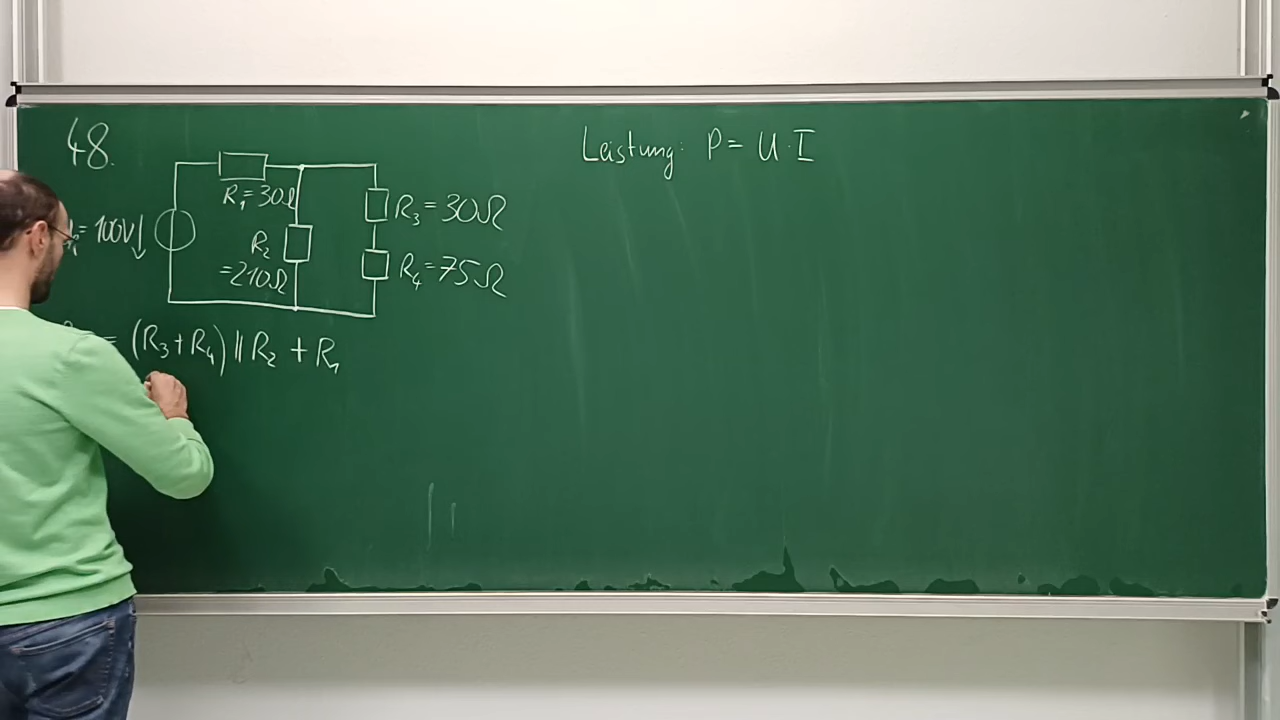 48.
Leistung: P = U · I
R₁=30Ω
= 100V
R₂
=210Ω
R₃=30Ω
R₄=75Ω
= (R₃+R₄) || R₂ + R₁